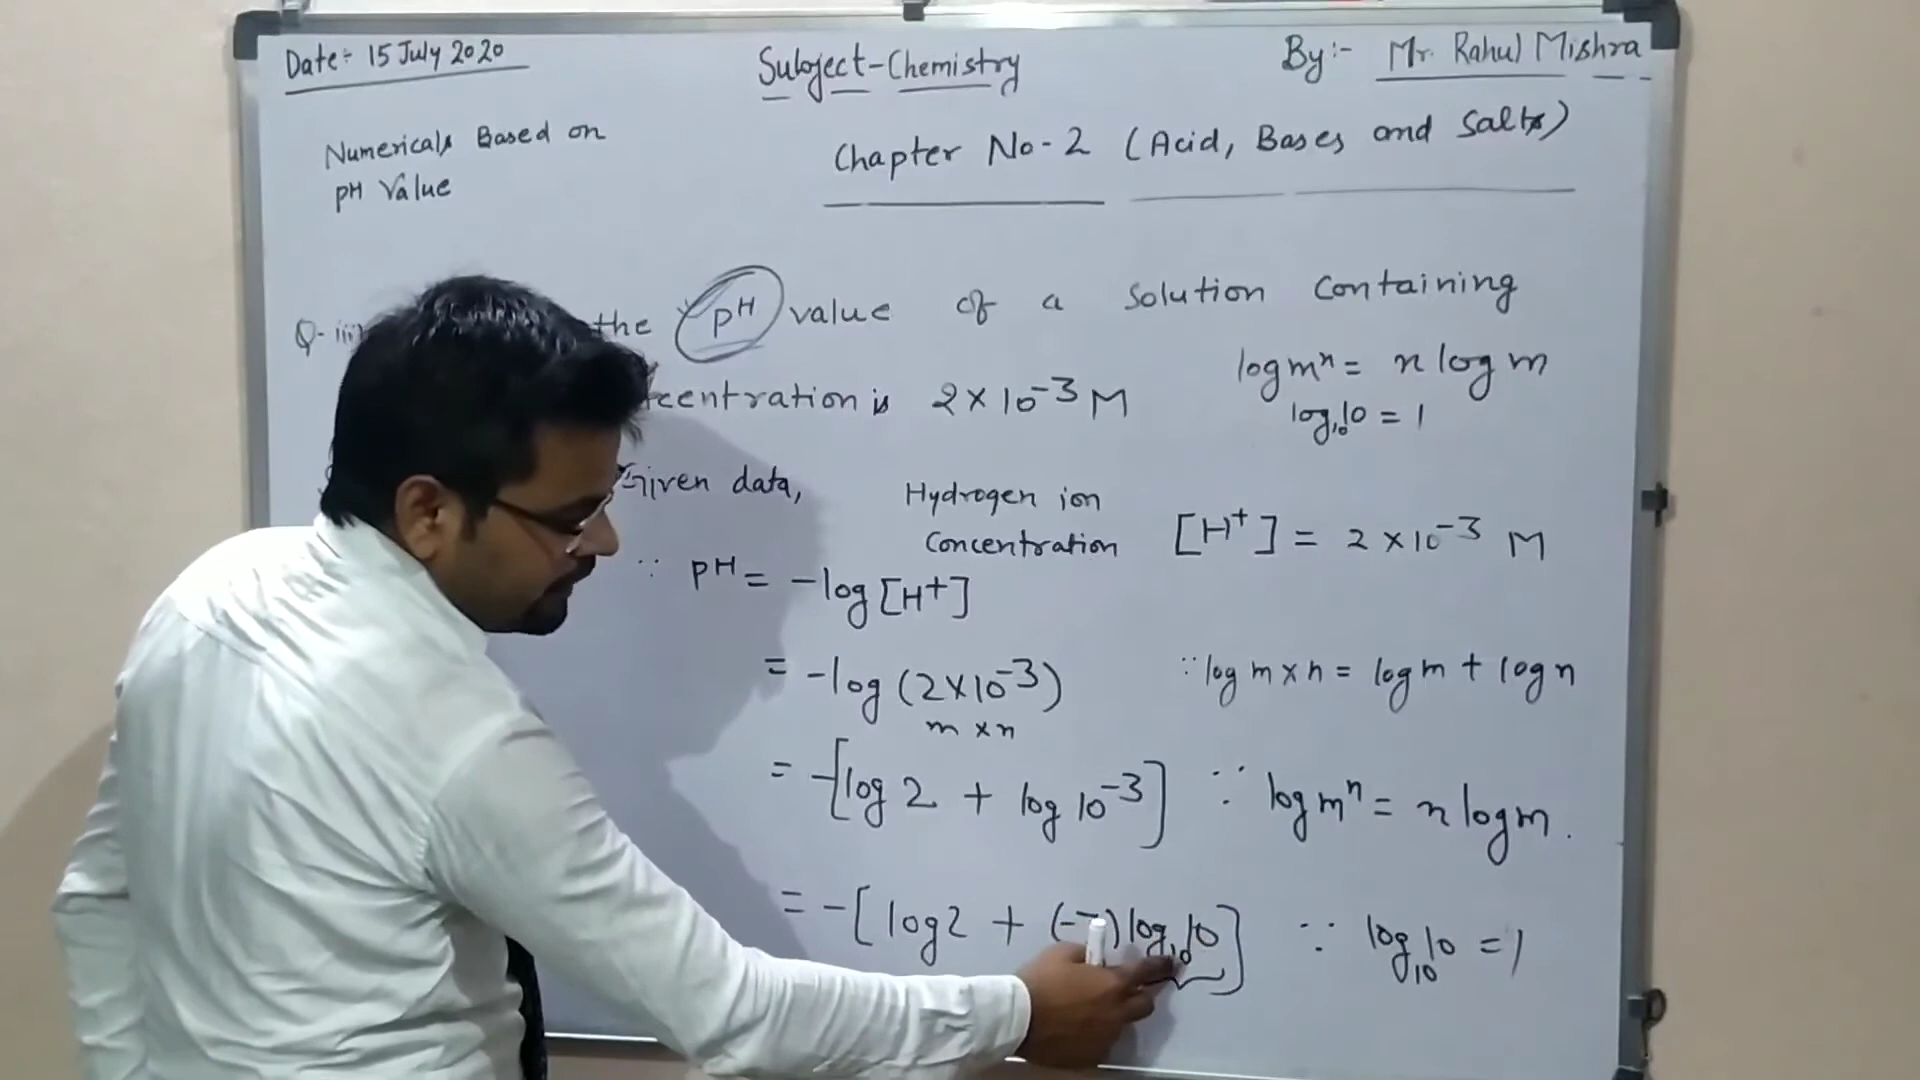 Date:- 15 July 2020
Subject-Chemistry
By:- Mr. Rahul Mishra
Numericals Based on
pH Value
Chapter No-2 (Acid, Bases and Salts)
Q-iii the pH value of a solution containing
is 2×10⁻³ M
log mⁿ = n log m
log₁₀10 = 1
Given data,
Hydrogen ion
Concentration
[H⁺] = 2×10⁻³ M
∵ pH = -log[H⁺]
= -log(2×10⁻³)
m×n
∵ log m×n = log m + log n
= -[log 2 + log 10⁻³]
∵ log mⁿ = n log m.
= -[log2 + (- ) log₁₀10]
∵ log₁₀10 = 1